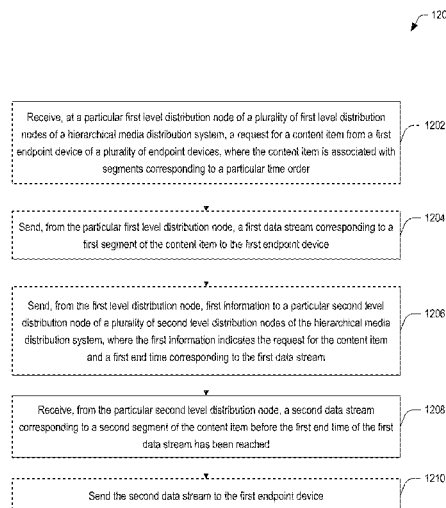 120
Receive, at a particular first level distribution node of a plurality of first level distribution
nodes of a hierarchical media distribution system, a request for a content item from a first
endpoint device of a plurality of endpoint devices, where the content item is associated with
segments corresponding to a particular time order
1202
Send, from the particular first level distribution node, a first data stream corresponding to a
first segment of the content item to the first endpoint device
1204
Send, from the first level distribution node, first information to a particular second level
distribution node of a plurality of second level distribution nodes of the hierarchical media
distribution system, where the first information indicates the request for the content item
and a first end time corresponding to the first data stream
1206
Receive, from the particular second level distribution node, a second data stream
corresponding to a second segment of the content item before the first end time of the first
data stream has been reached
1208
Send the second data stream to the first endpoint device
1210